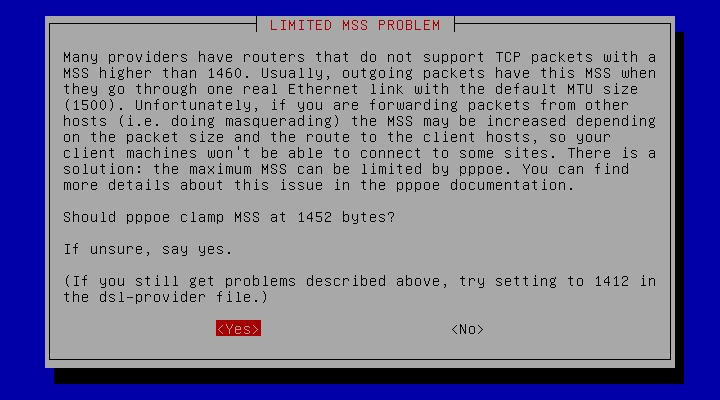 LIMITED MSS PROBLEM
Many providers have routers that do not support TCP packets with a
MSS higher than 1460. Usually, outgoing packets have this MSS when
they go through one real Ethernet link with the default MTU size
(1500). Unfortunately, if you are forwarding packets from other
hosts (i.e. doing masquerading) the MSS may be increased depending
on the packet size and the route to the client hosts, so your
client machines won't be able to connect to some sites. There is a
solution: the maximum MSS can be limited by pppoe. You can find
more details about this issue in the pppoe documentation.
Should pppoe clamp MSS at 1452 bytes?
If unsure, say yes.
(If you still get problems described above, try setting to 1412 in
the dsl-provider file.)
<Yes> <No>